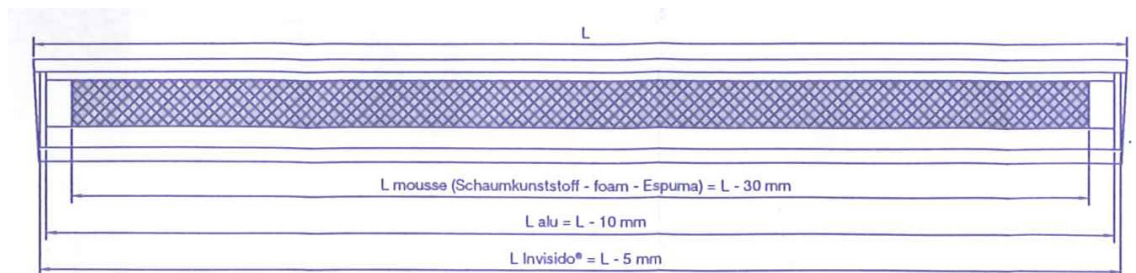 L
L mousse (Schaumkunststoff - foam - Espuma) = L - 30 mm
L alu = L - 10 mm
L Invisido® = L - 5 mm